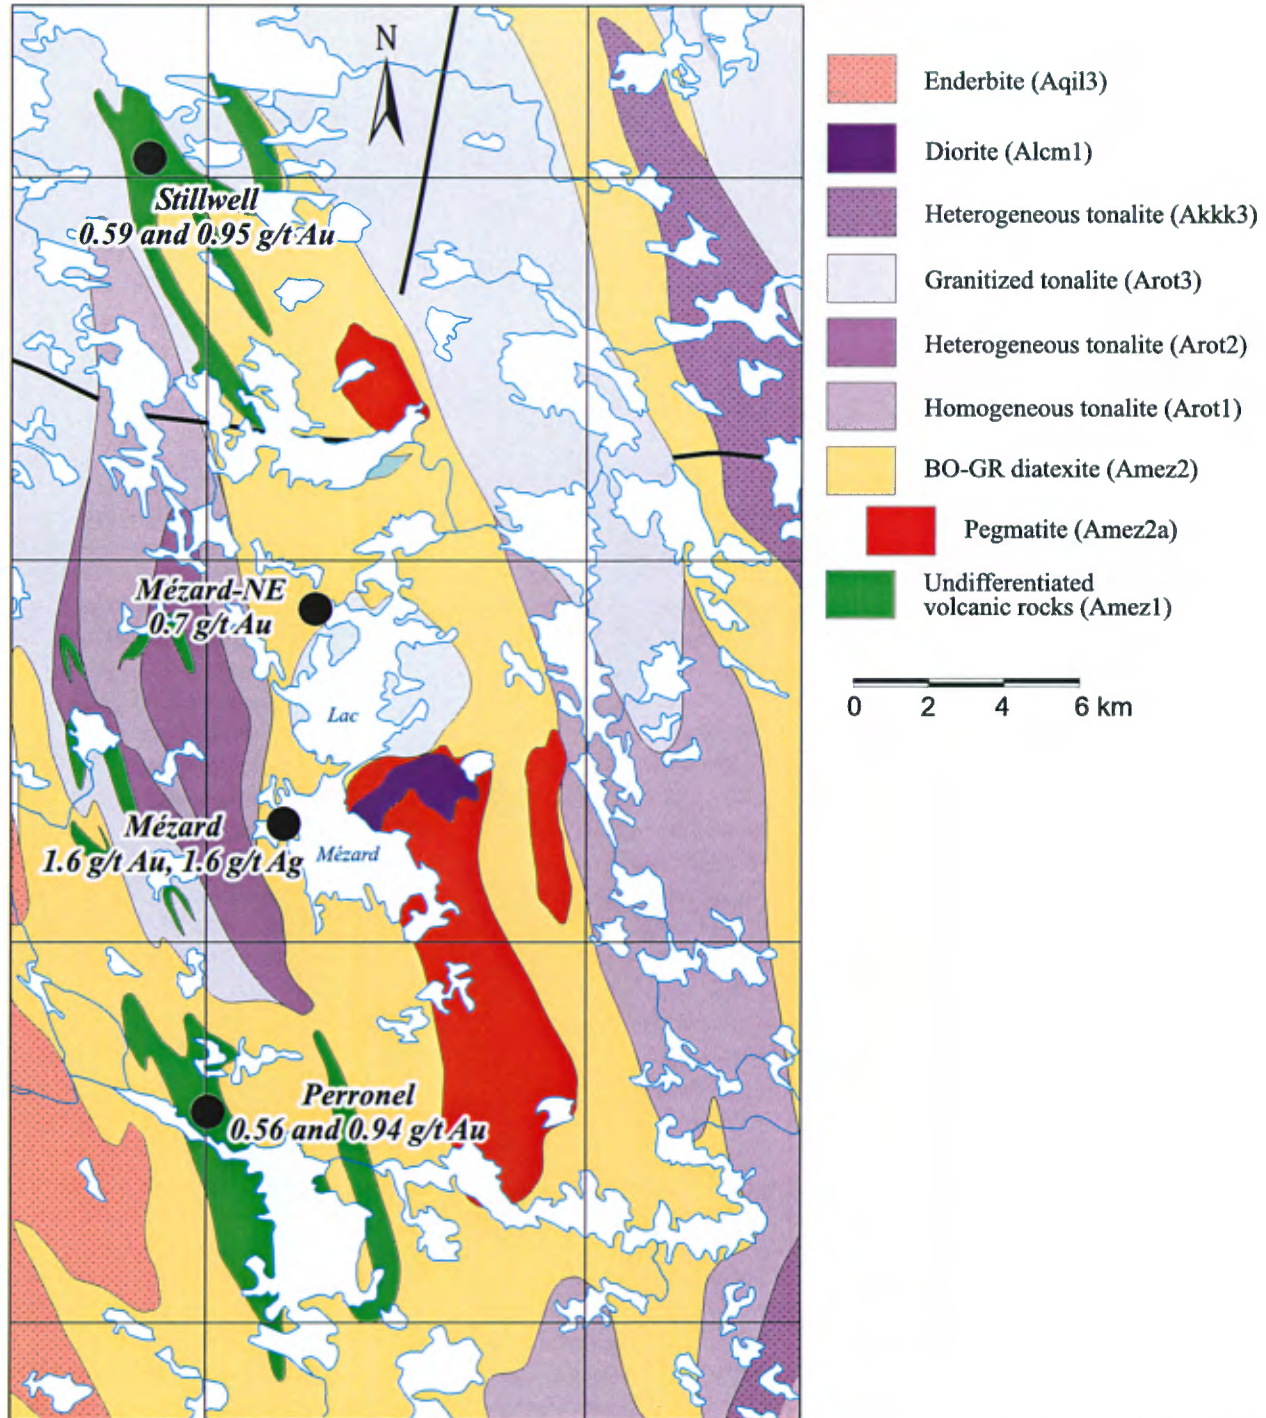 N
Stillwell
0.59 and 0.95 g/t Au
Mézard-NE
0.7 g/t Au
Lac
Mézard
1.6 g/t Au, 1.6 g/t Ag
Mézard
Perronel
0.56 and 0.94 g/t Au
Enderbite (Aqil3)
Diorite (Alcm1)
Heterogeneous tonalite (Akkk3)
Granitized tonalite (Arot3)
Heterogeneous tonalite (Arot2)
Homogeneous tonalite (Arot1)
BO-GR diatexite (Amez2)
Pegmatite (Amez2a)
Undifferentiated
volcanic rocks (Amez1)
0 2 4 6 km